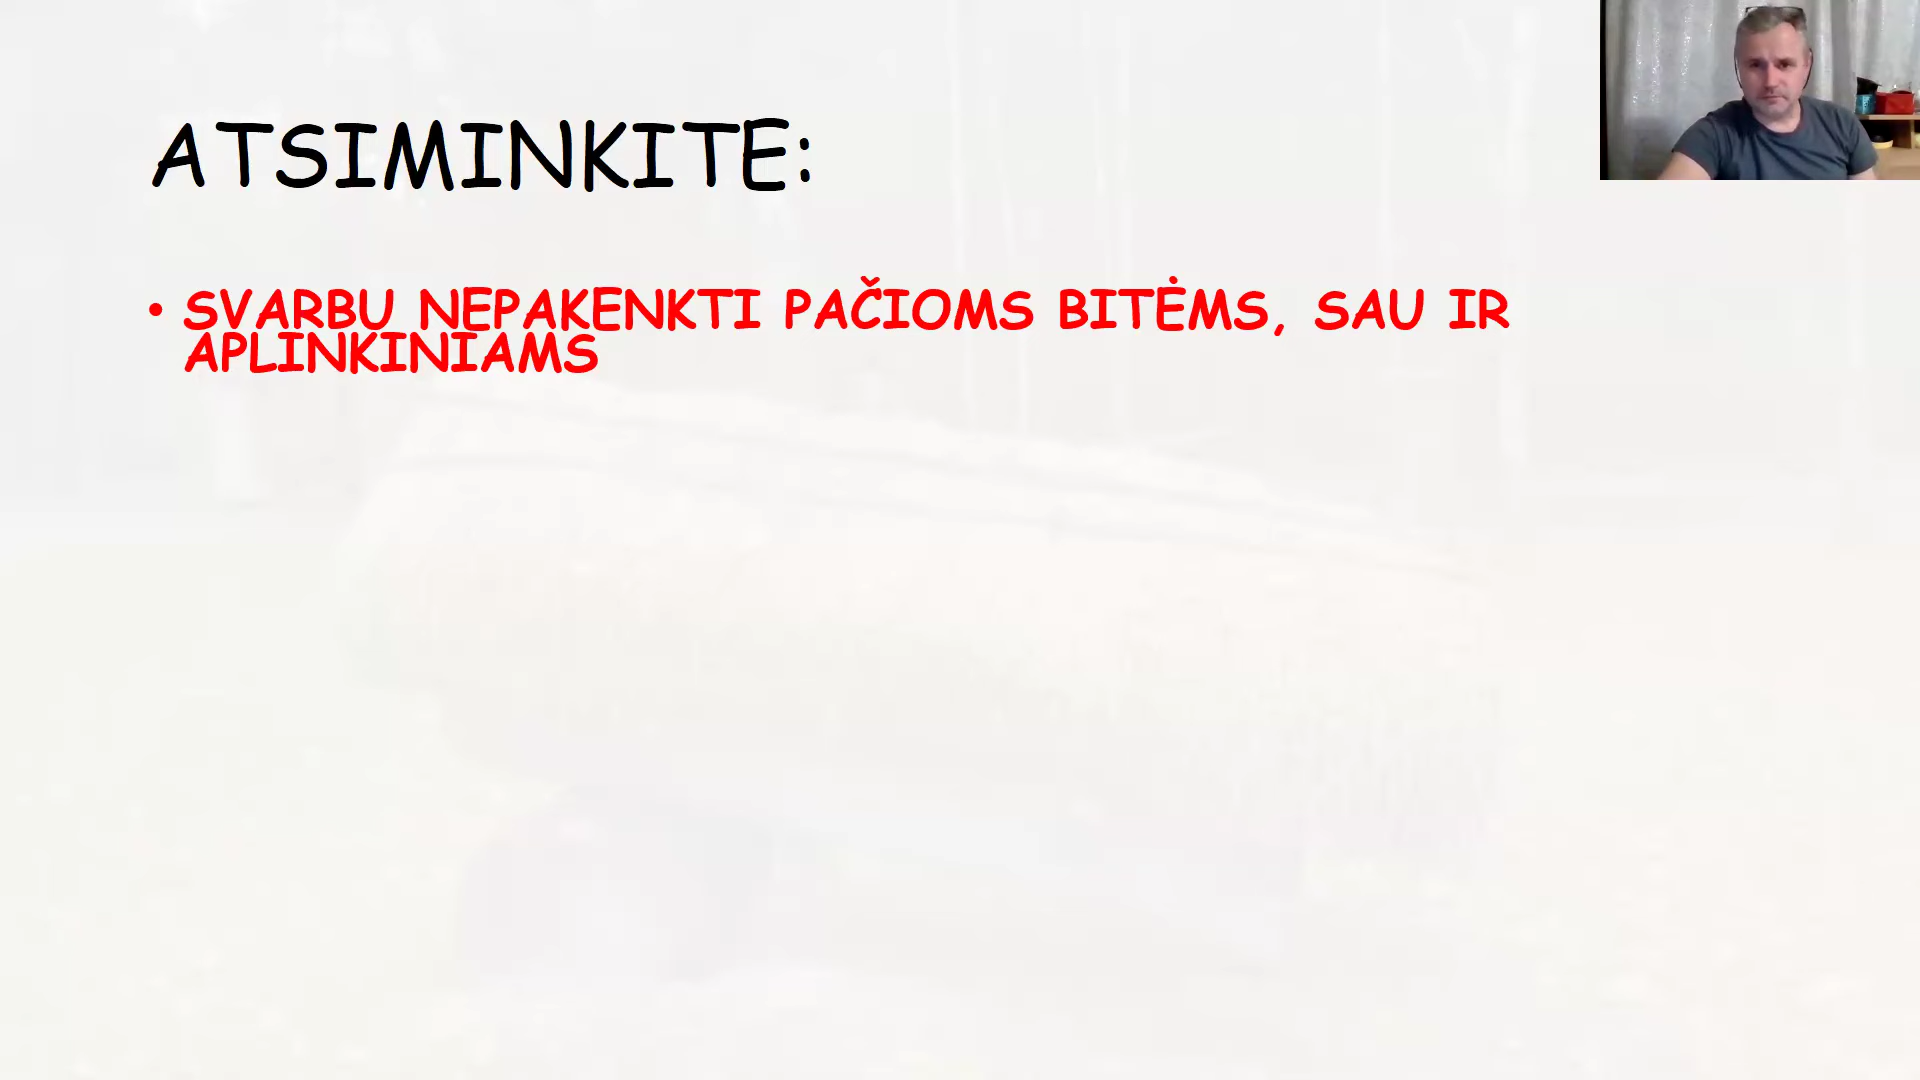 ATSIMINKITE:
• SVARBU NEPAKENKTI PAČIOMS BITĖMS, SAU IR
APLINKINIAMS